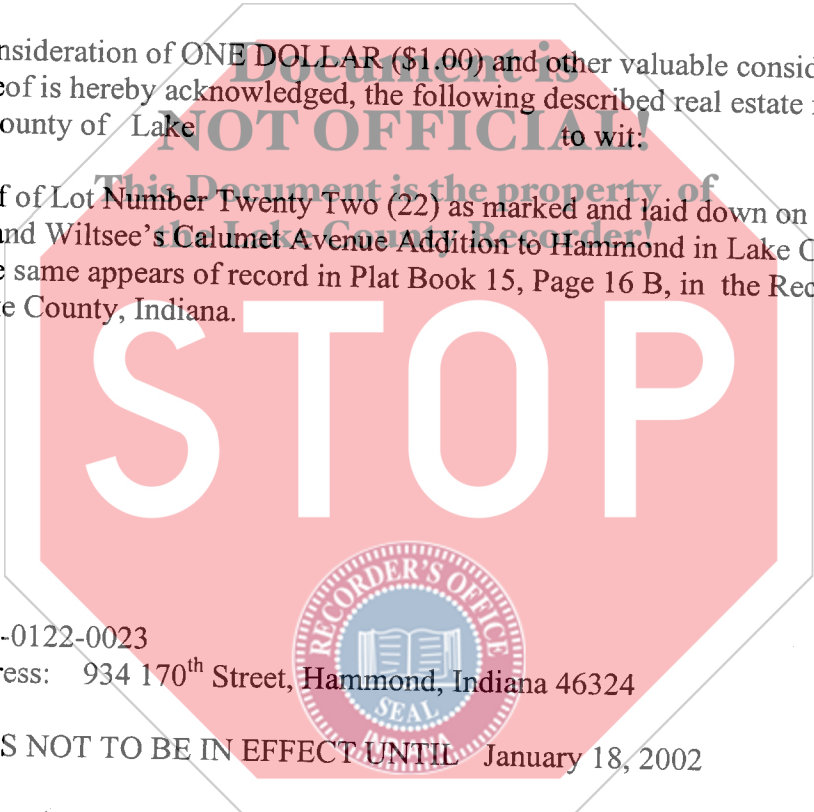 nsideration of ONE DOLLAR ($1.00) and other valuable consid
eof is hereby acknowledged, the following described real estate
ounty of Lake to wit:
Document is
NOT OFFICIAL!
This Document is the property of
the Lake County Recorder!
f of Lot Number Twenty Two (22) as marked and laid down on
and Wiltsee's Calumet Avenue Addition to Hammond in Lake C
e same appears of record in Plat Book 15, Page 16 B, in the Rec
e County, Indiana.
STOP
RECORDER'S OFFICE
SEAL
INDIANA
-0122-0023
ress: 934 170th Street, Hammond, Indiana 46324
S NOT TO BE IN EFFECT UNTIL January 18, 2002